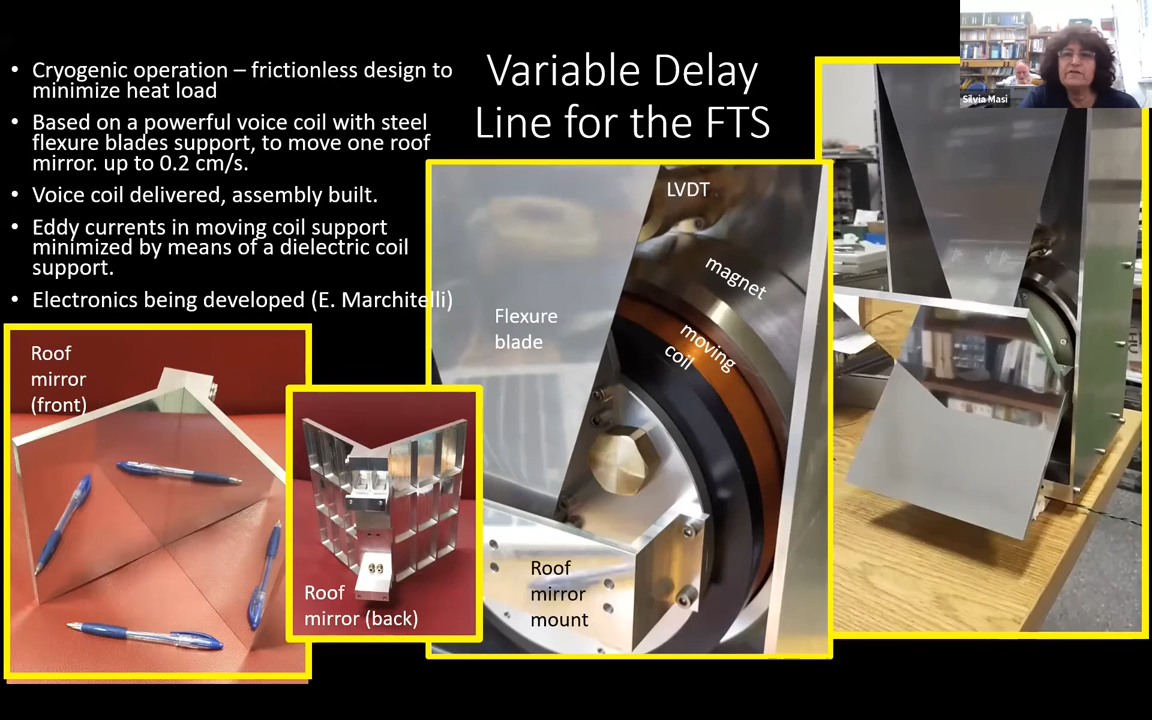 Variable Delay
Line for the FTS
• Cryogenic operation – frictionless design to
minimize heat load
• Based on a powerful voice coil with steel
flexure blades support, to move one roof
mirror. up to 0.2 cm/s.
• Voice coil delivered, assembly built.
• Eddy currents in moving coil support
minimized by means of a dielectric coil
support.
• Electronics being developed (E. Marchitelli)
Silvia Masi
LVDT
magnet
moving
coil
Flexure
blade
Roof
mirror
mount
Roof
mirror
(front)
Roof
mirror (back)